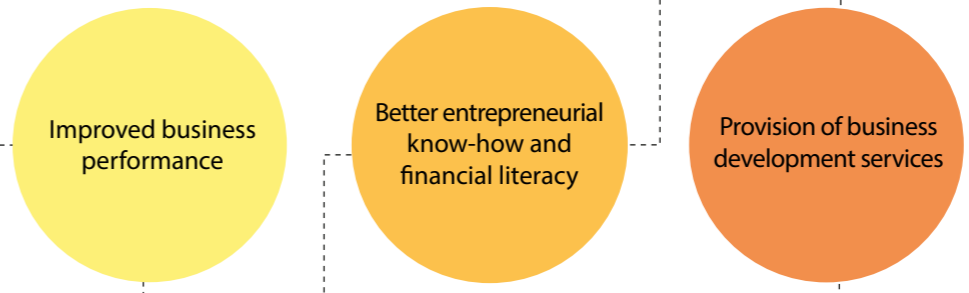 Improved business
performance
Better entrepreneurial
know-how and
financial literacy
Provision of business
development services